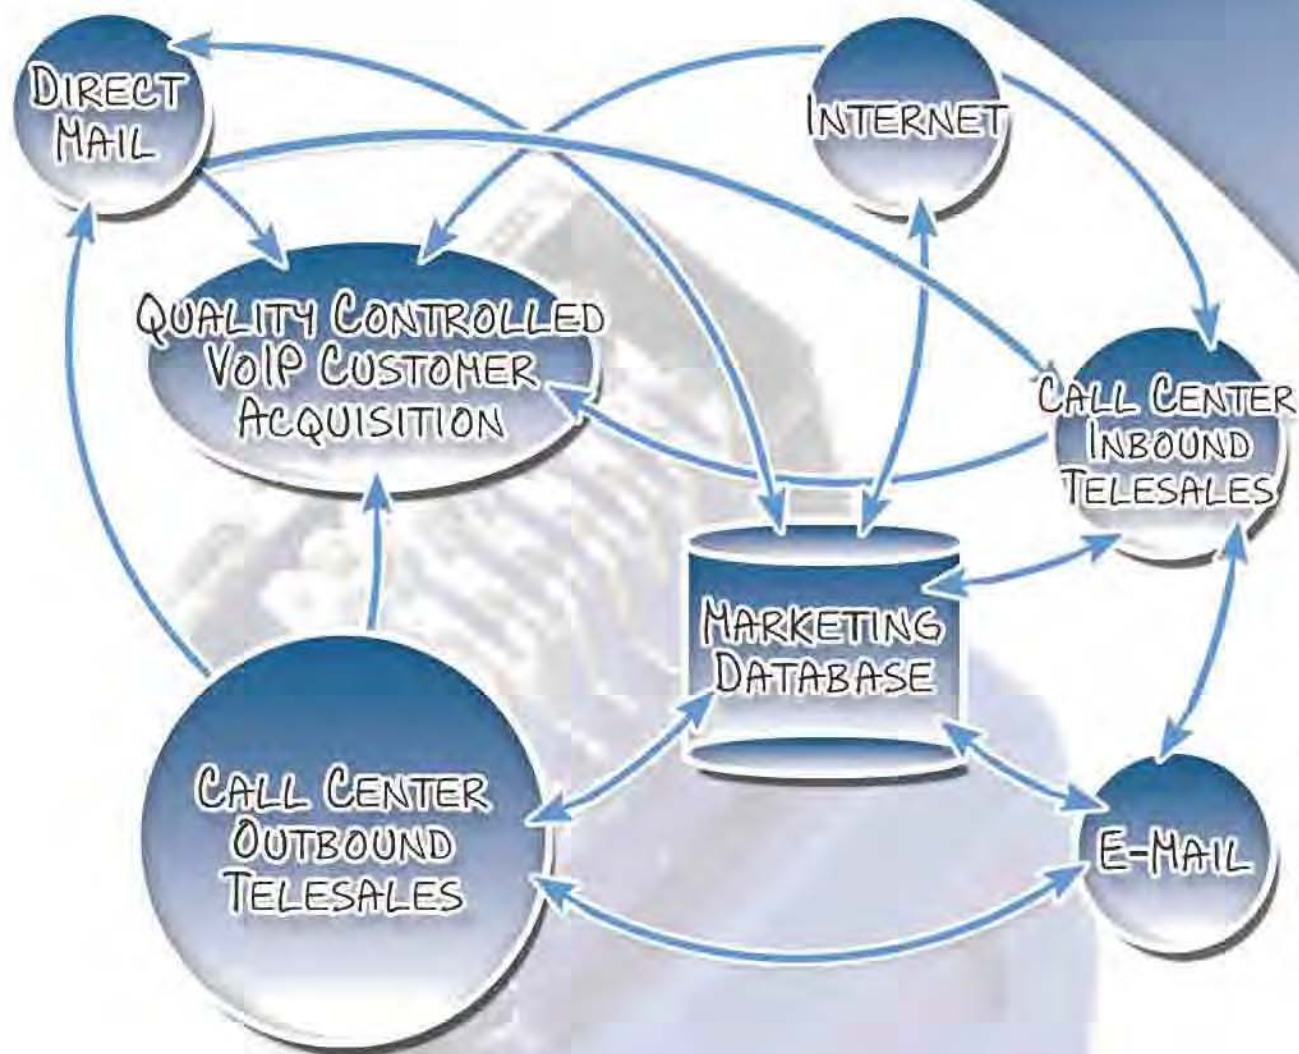 DIRECT
MAIL
INTERNET
QUALITY CONTROLLED
VOIP CUSTOMER
ACQUISITION
CALL CENTER
INBOUND
TELESALES
MARKETING
DATABASE
CALL CENTER
OUTBOUND
TELESALES
E-MAIL